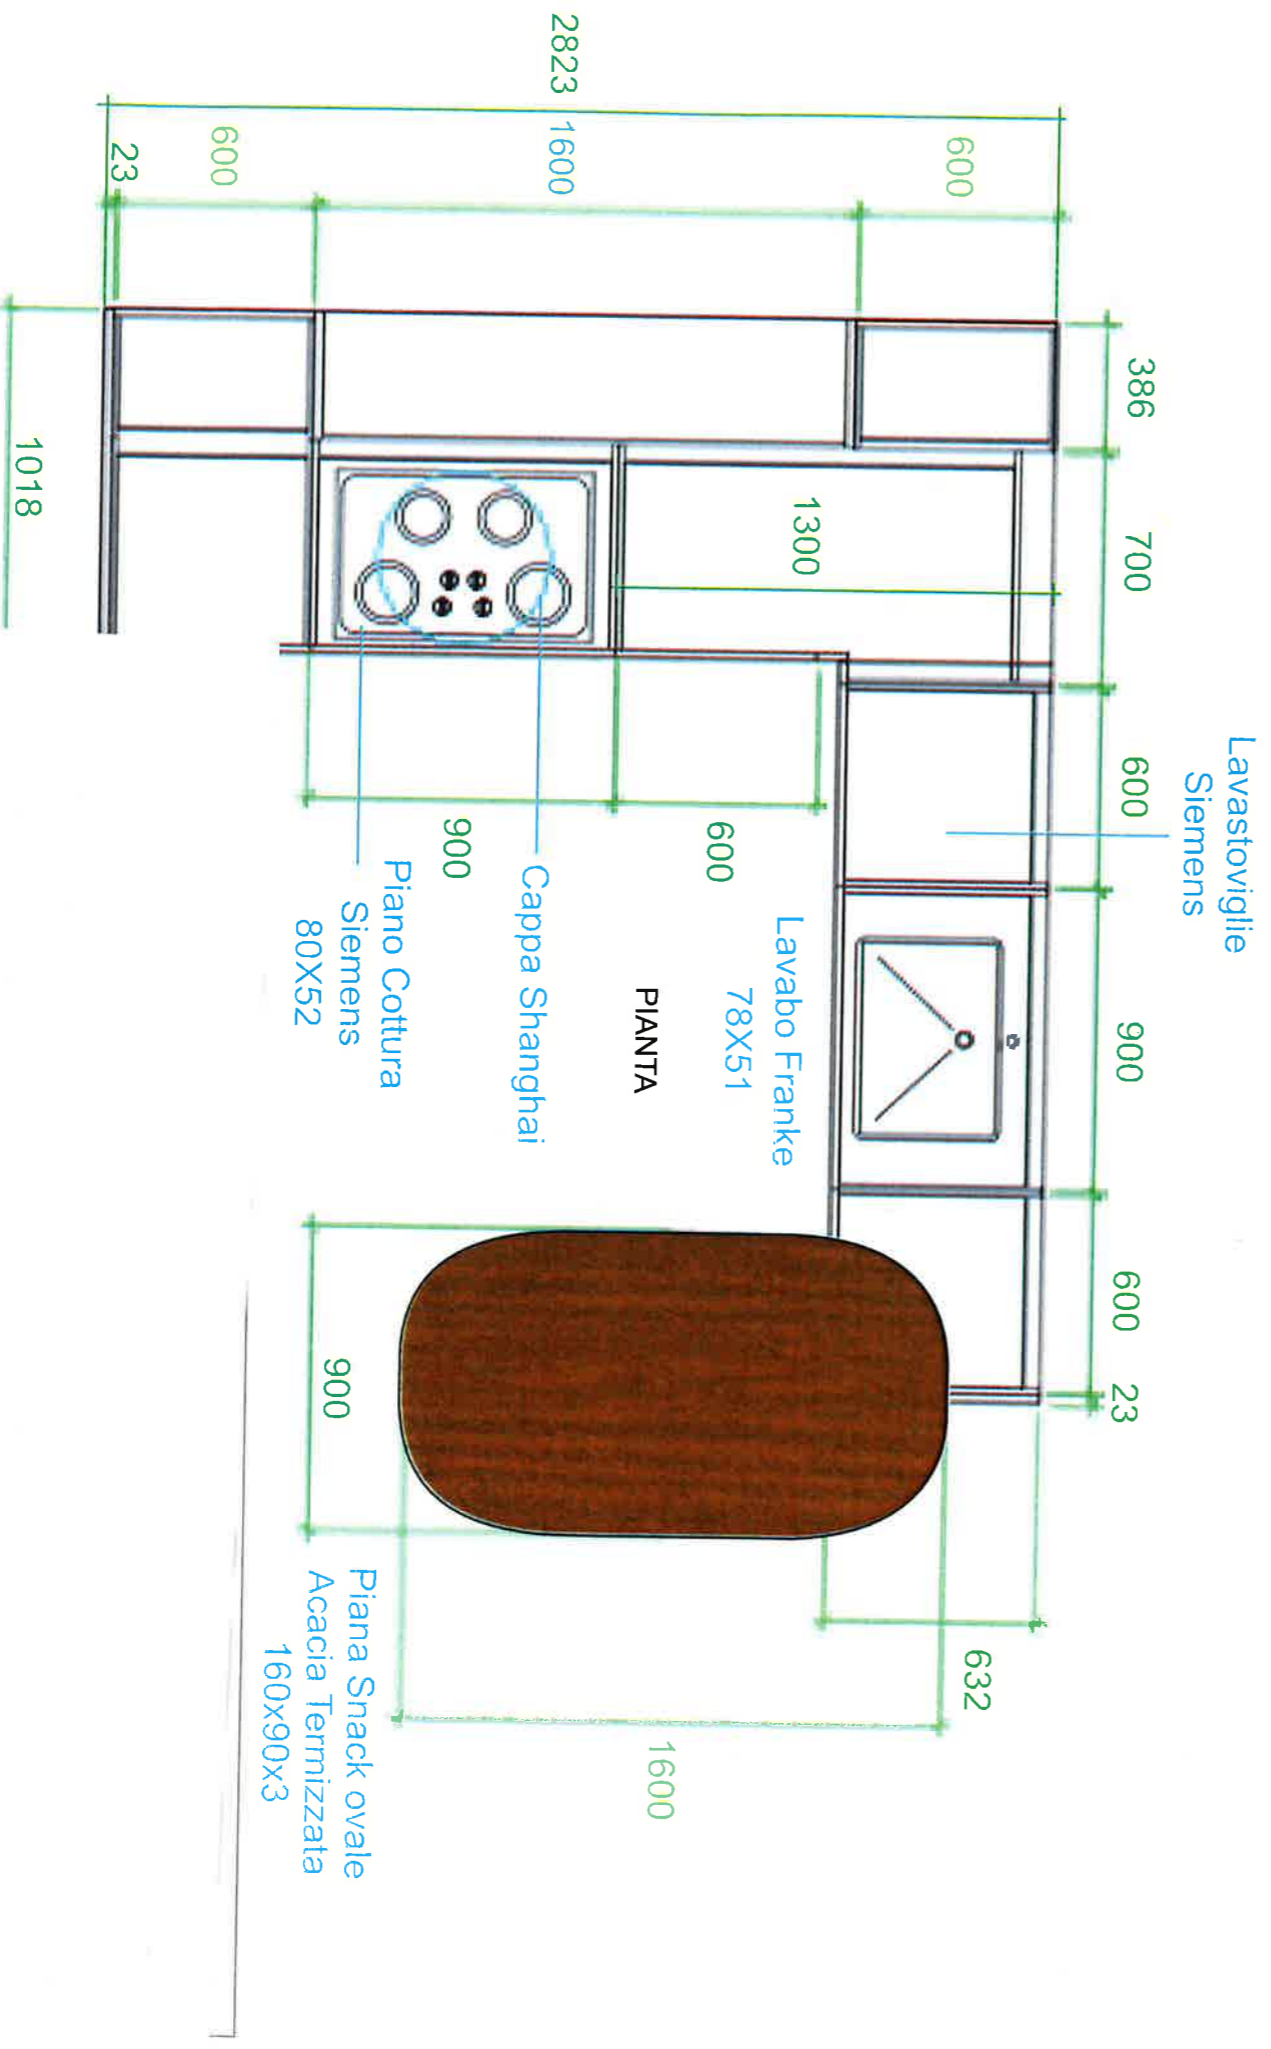 2823
600
1600
600
23
386
700
600
900
600
23
Lavastoviglie
Siemens
1300
1018
900
600
Lavabo Franke
78X51
PIANTA
Cappa Shanghai
Piano Cottura
Siemens
80X52
900
632
1600
Piana Snack ovale
Acacia Termizzata
160x90x3